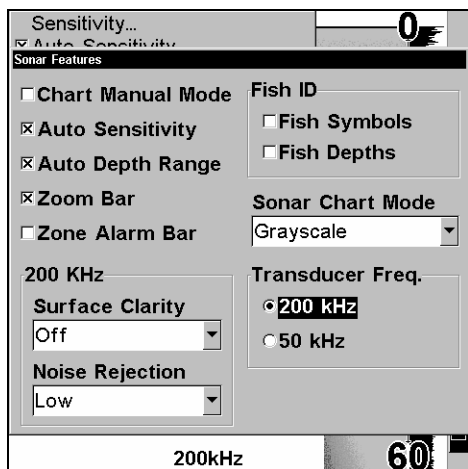 Sensitivity...
Auto Sensitivity
0
Sonar Features
Chart Manual Mode
Auto Sensitivity
Auto Depth Range
Zoom Bar
Zone Alarm Bar
Fish ID
Fish Symbols
Fish Depths
Sonar Chart Mode
Grayscale
200 KHz
Surface Clarity
Off
Noise Rejection
Low
Transducer Freq.
200 kHz
50 kHz
200kHz
60